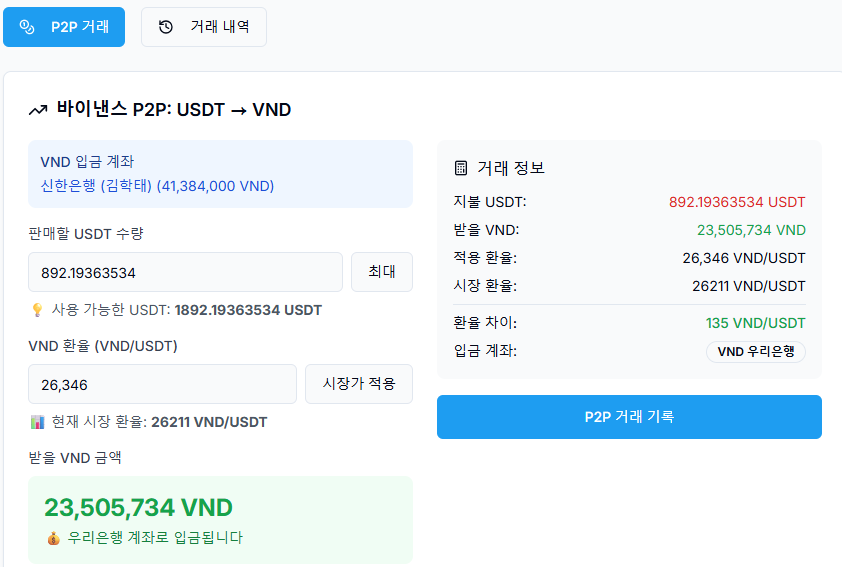 P2P 거래
거래 내역
바이낸스 P2P: USDT → VND
VND 입금 계좌
신한은행 (김학태) (41,384,000 VND)
판매할 USDT 수량
892.19363534
최대
💡 사용 가능한 USDT: 1892.19363534 USDT
VND 환율 (VND/USDT)
26,346
시장가 적용
📊 현재 시장 환율: 26211 VND/USDT
받을 VND 금액
23,505,734 VND
💰 우리은행 계좌로 입금됩니다
거래 정보
지불 USDT: 892.19363534 USDT
받을 VND: 23,505,734 VND
적용 환율: 26,346 VND/USDT
시장 환율: 26211 VND/USDT
환율 차이: 135 VND/USDT
입금 계좌: VND 우리은행
P2P 거래 기록